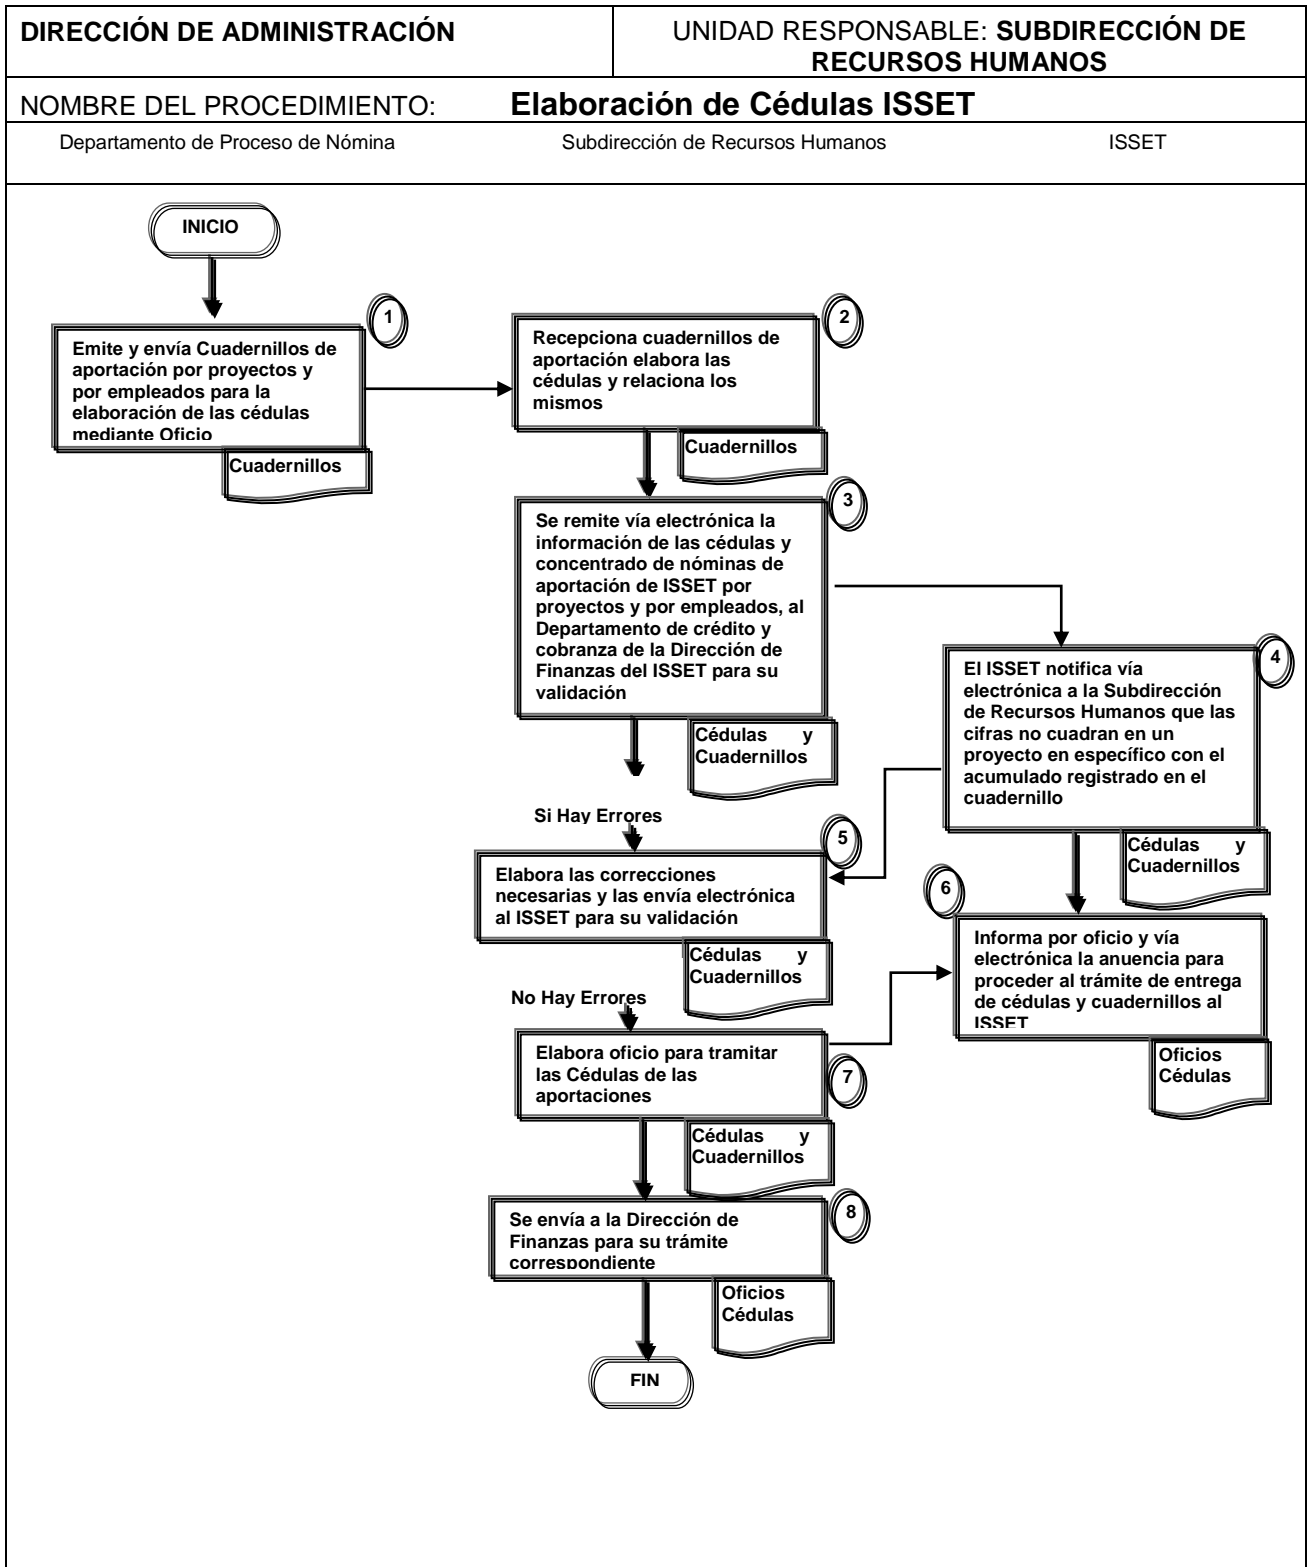 DIRECCIÓN DE ADMINISTRACIÓN
UNIDAD RESPONSABLE: SUBDIRECCIÓN DE
RECURSOS HUMANOS
NOMBRE DEL PROCEDIMIENTO: Elaboración de Cédulas ISSET
Departamento de Proceso de Nómina
Subdirección de Recursos Humanos
ISSET
INICIO
1
Emite y envía Cuadernillos de
aportación por proyectos y
por empleados para la
elaboración de las cédulas
mediante Oficio
Cuadernillos
2
Recepciona cuadernillos de
aportación elabora las
cédulas y relaciona los
mismos
Cuadernillos
3
Se remite vía electrónica la
información de las cédulas y
concentrado de nóminas de
aportación de ISSET por
proyectos y por empleados, al
Departamento de crédito y
cobranza de la Dirección de
Finanzas del ISSET para su
validación
Cédulas y
Cuadernillos
4
El ISSET notifica vía
electrónica a la Subdirección
de Recursos Humanos que las
cifras no cuadran en un
proyecto en específico con el
acumulado registrado en el
cuadernillo
Cédulas y
Cuadernillos
Si Hay Errores
5
Elabora las correcciones
necesarias y las envía electrónica
al ISSET para su validación
Cédulas y
Cuadernillos
6
Informa por oficio y vía
electrónica la anuencia para
proceder al trámite de entrega
de cédulas y cuadernillos al
ISSET
Oficios
Cédulas
No Hay Errores
Elabora oficio para tramitar
las Cédulas de las
aportaciones
7
Cédulas y
Cuadernillos
8
Se envía a la Dirección de
Finanzas para su trámite
correspondiente
Oficios
Cédulas
FIN